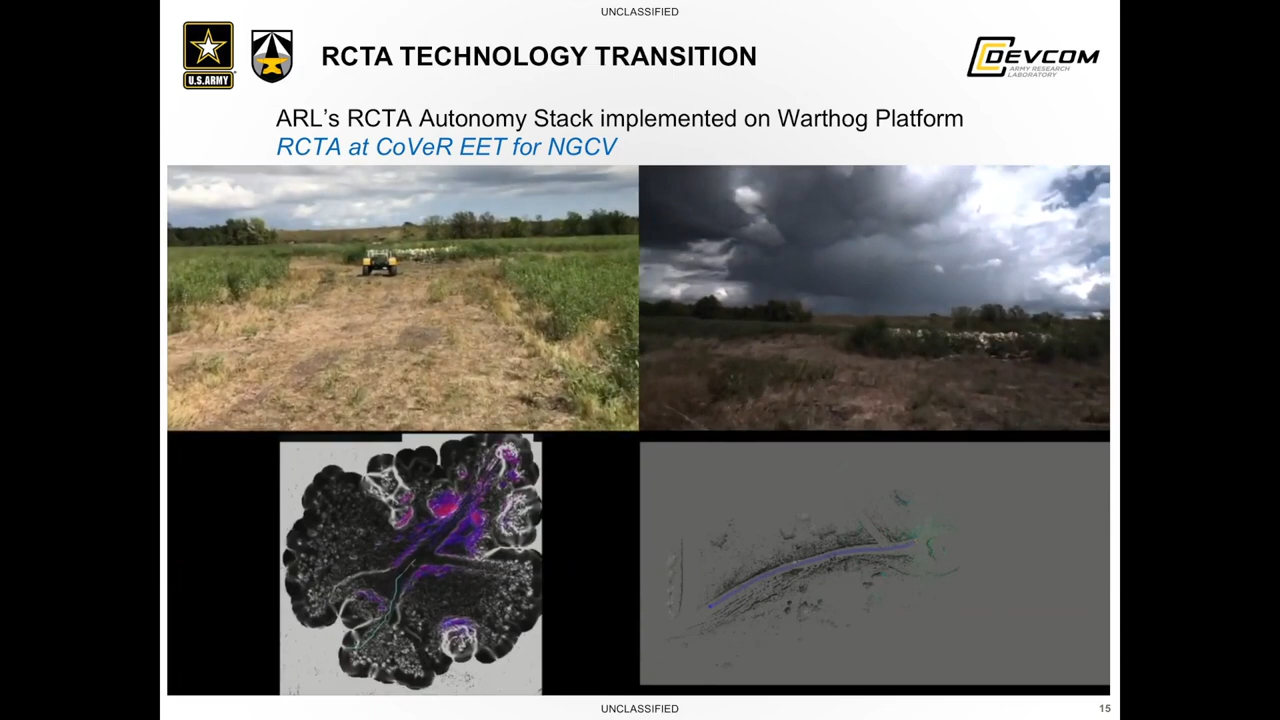 UNCLASSIFIED
U.S.ARMY
RCTA TECHNOLOGY TRANSITION
DEVCOM
ARMY RESEARCH
LABORATORY
ARL's RCTA Autonomy Stack implemented on Warthog Platform
RCTA at CoVeR EET for NGCV
UNCLASSIFIED
15